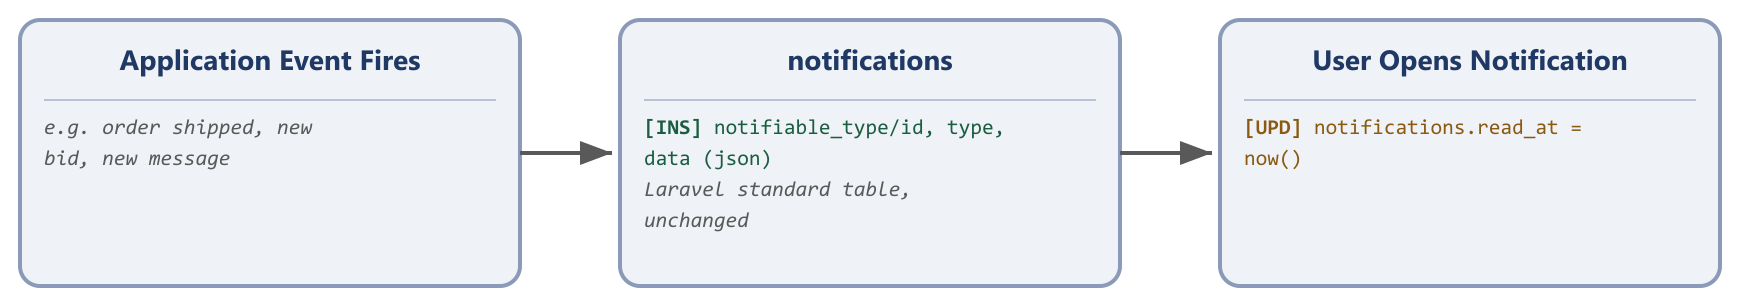 Application Event Fires
e.g. order shipped, new
bid, new message
notifications
[INS] notifiable_type/id, type,
data (json)
Laravel standard table,
unchanged
User Opens Notification
[UPD] notifications.read_at =
now()